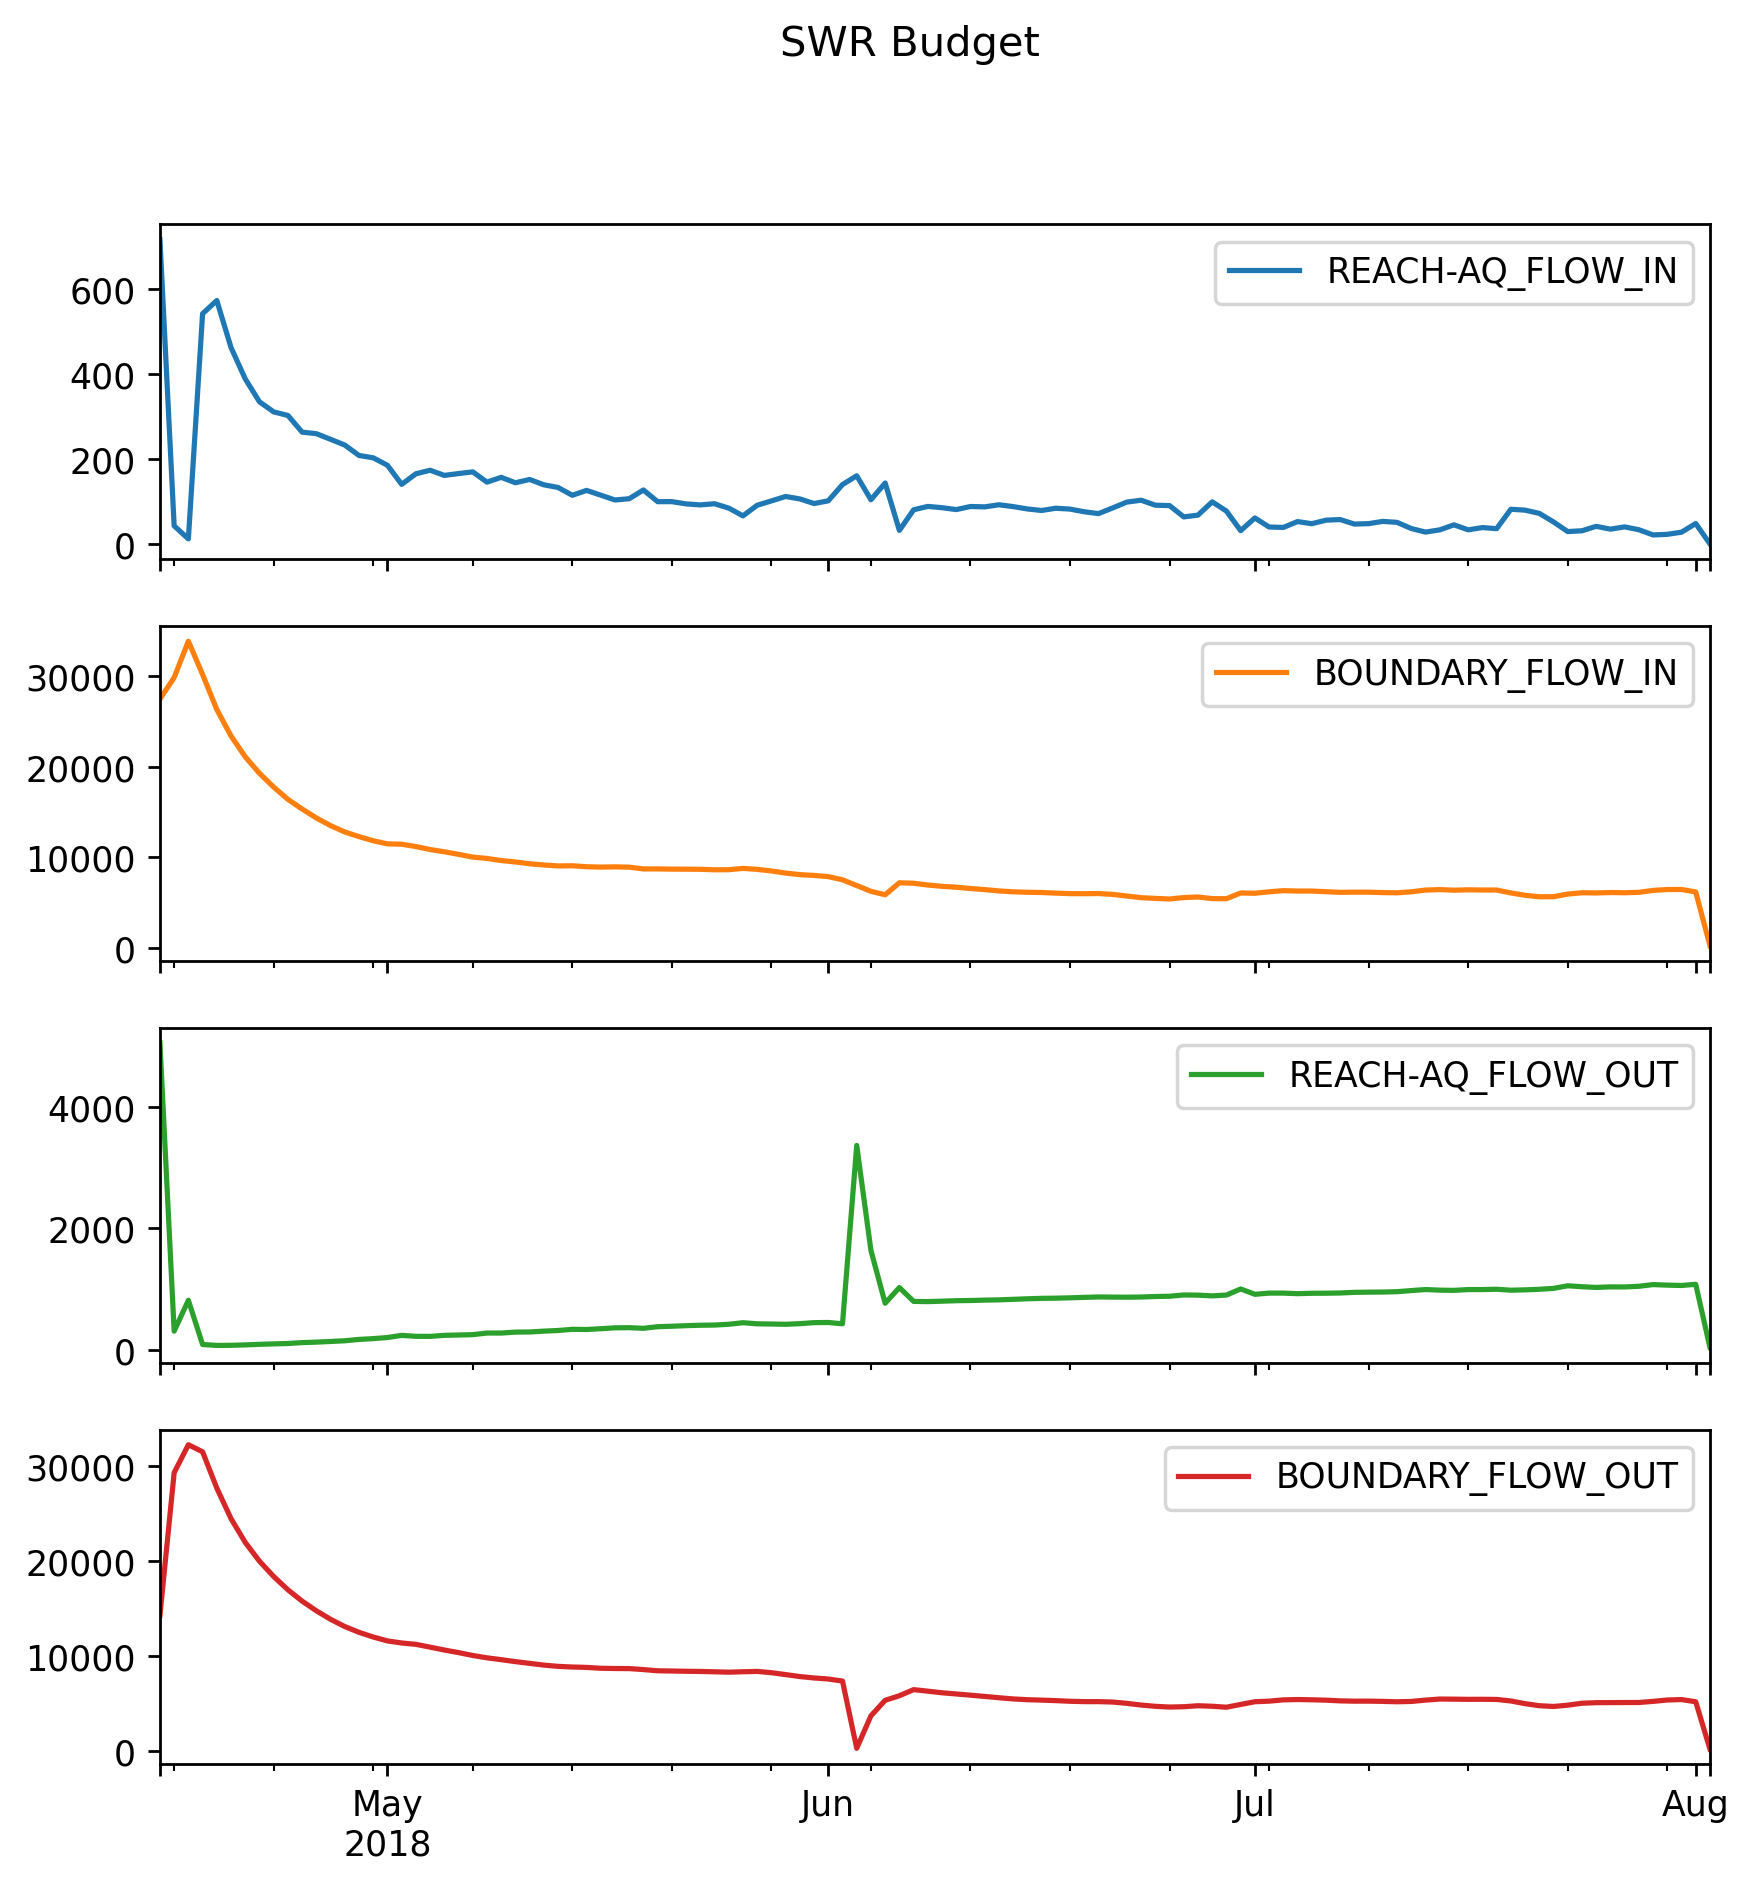 SWR Budget
600
400
200
0
REACH-AQ_FLOW_IN
30000
20000
10000
0
BOUNDARY_FLOW_IN
4000
2000
0
REACH-AQ_FLOW_OUT
30000
20000
10000
0
BOUNDARY_FLOW_OUT
May Jun Jul Aug
2018